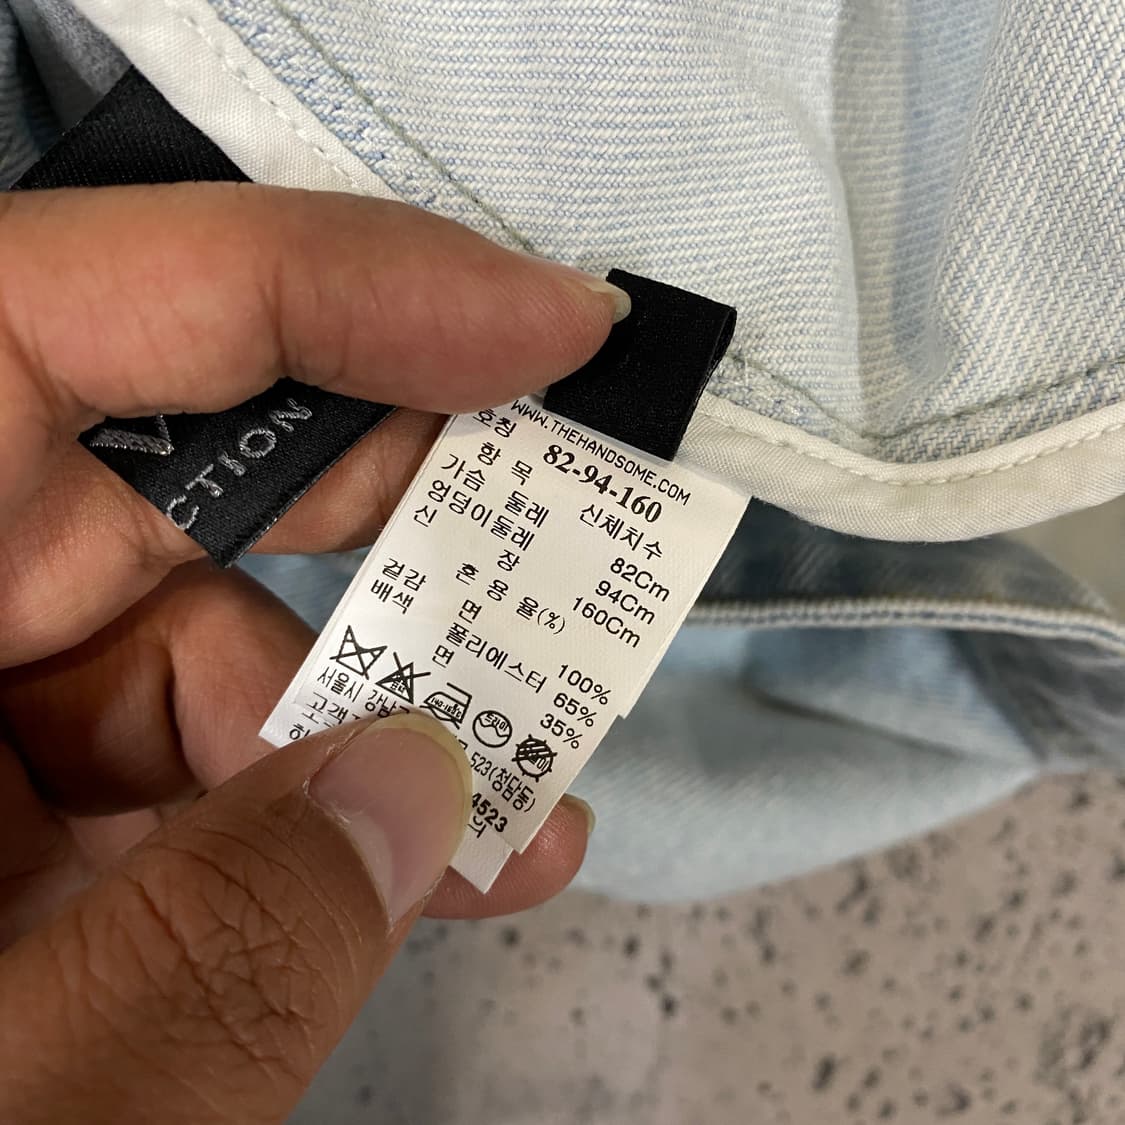 CTION
WWW.THEHANDSOME.COM
호칭 82-94-160
항 목 신체치수
가슴 둘레 82Cm
엉덩이둘레 94Cm
신 장 160Cm
혼 용 율(%)
겉감 면 100%
배색 폴리에스터 65%
면 35%
서울시 강남 523(청담동)
고객 4523
의